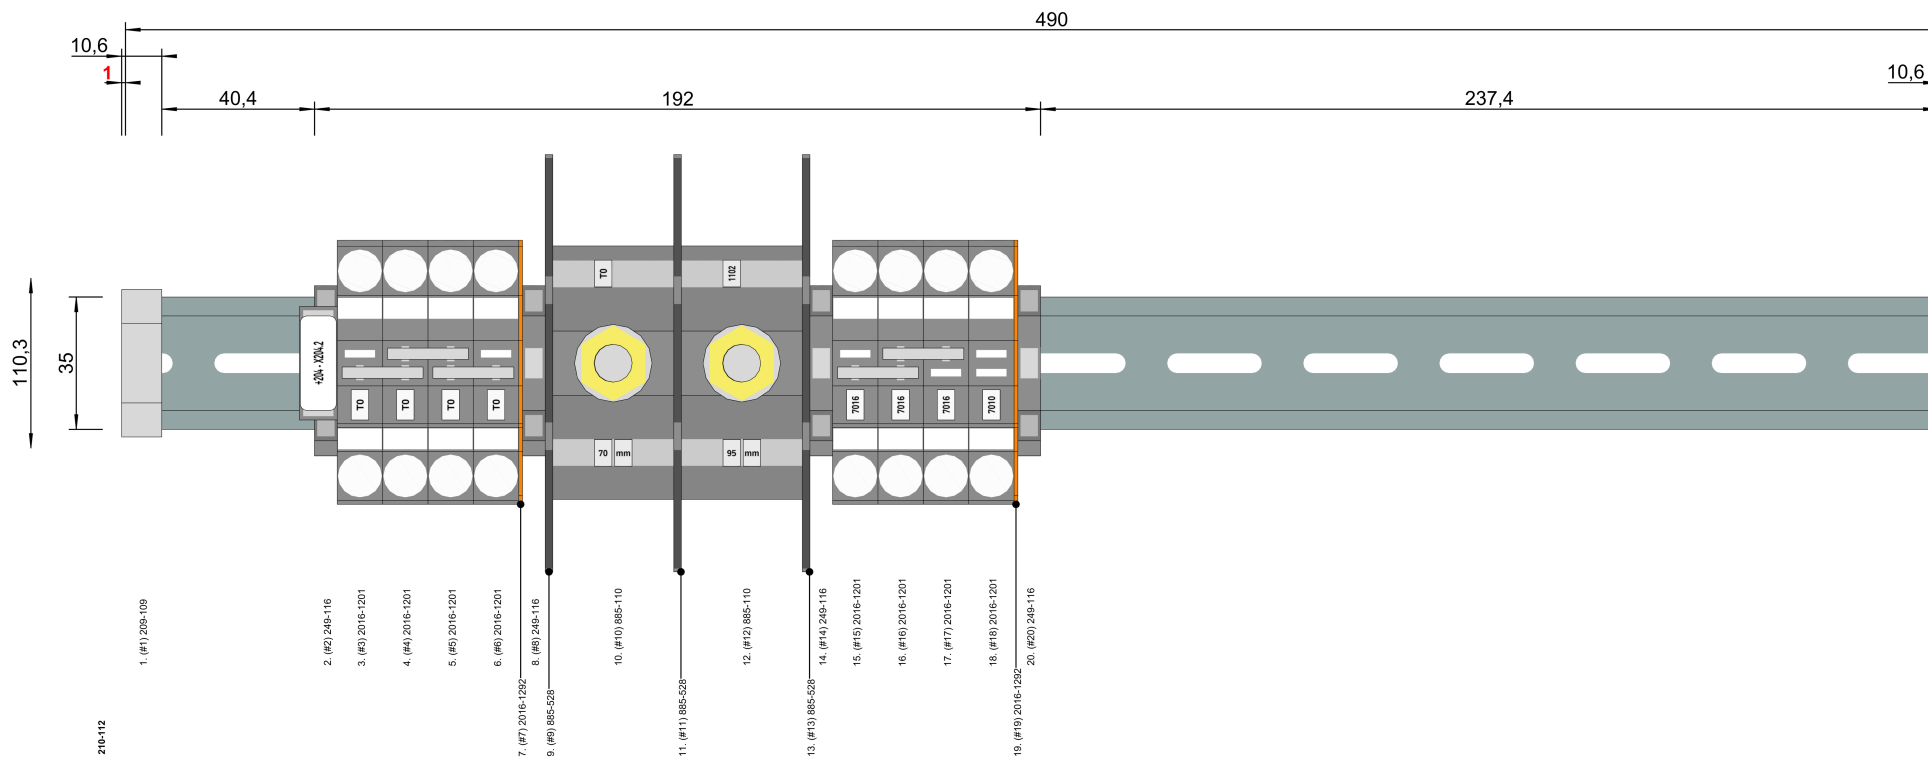 490
10,6
1
10,6
40,4
192
237,4
110,3
35
+204-X204.2
T0
T0
T0
T0
T0
1102
70
mm
95
mm
7016
7016
7016
7010
1. (#1) 209-109
2. (#2) 249-116
3. (#3) 2016-1201
4. (#4) 2016-1201
5. (#5) 2016-1201
6. (#6) 2016-1201
7. (#7) 2016-1292
8. (#8) 249-116
9. (#9) 885-528
10. (#10) 885-110
11. (#11) 885-528
12. (#12) 885-110
13. (#13) 885-528
14. (#14) 249-116
15. (#15) 2016-1201
16. (#16) 2016-1201
17. (#17) 2016-1201
18. (#18) 2016-1201
19. (#19) 2016-1292
20. (#20) 249-116
210-112